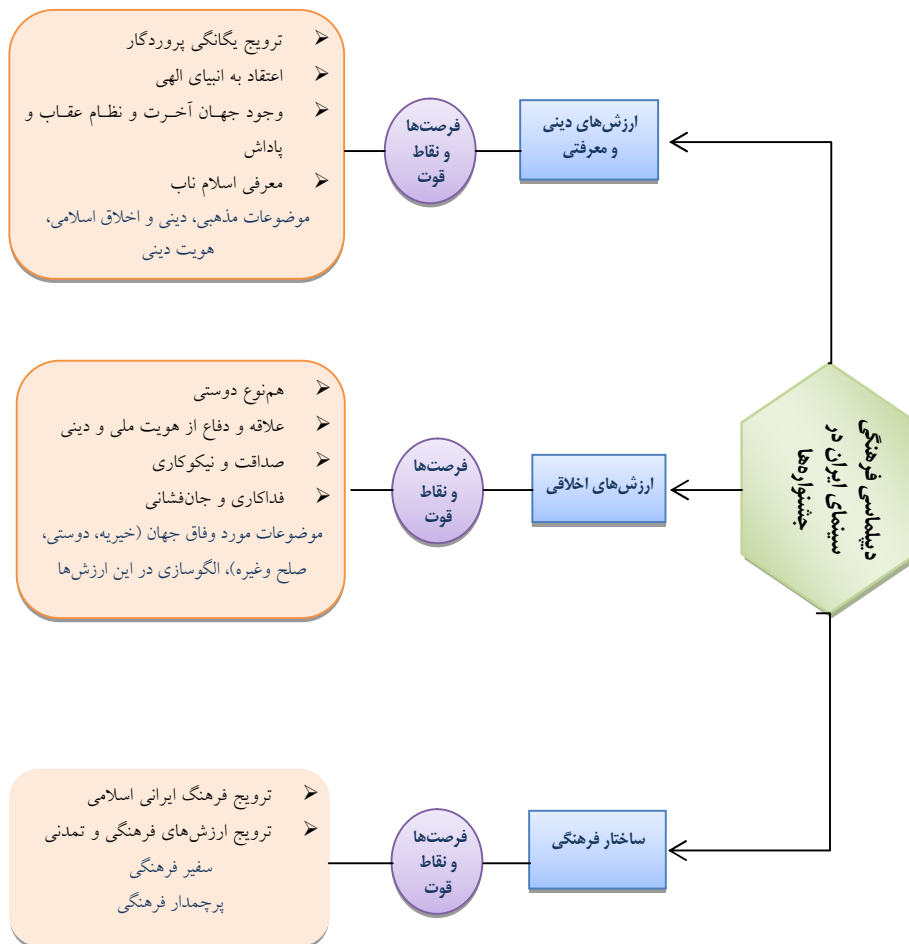 دیپلماسی فرهنگی
سینمای ایران در
جشنواره‌ها
ارزش‌های دینی
و معرفتی
فرصت‌ها
و نقاط
قوت
ترویج یگانگی پروردگار
اعتقاد به انبیای الهی
وجود جهان آخرت و نظام عقاب و
پاداش
معرفی اسلام ناب
موضوعات مذهبی، دینی و اخلاق اسلامی،
هویت دینی
ارزش‌های اخلاقی
فرصت‌ها
و نقاط
قوت
هم‌نوع دوستی
علاقه و دفاع از هویت ملی و دینی
صداقت و نیکوکاری
فداکاری و جان‌فشانی
موضوعات مورد وفاق جهان (خیریه، دوستی،
صلح وغیره)، الگوسازی در این ارزش‌ها
ساختار فرهنگی
فرصت‌ها
و نقاط
قوت
ترویج فرهنگ ایرانی اسلامی
ترویج ارزش‌های فرهنگی و تمدنی
سفیر فرهنگی
پرچمدار فرهنگی